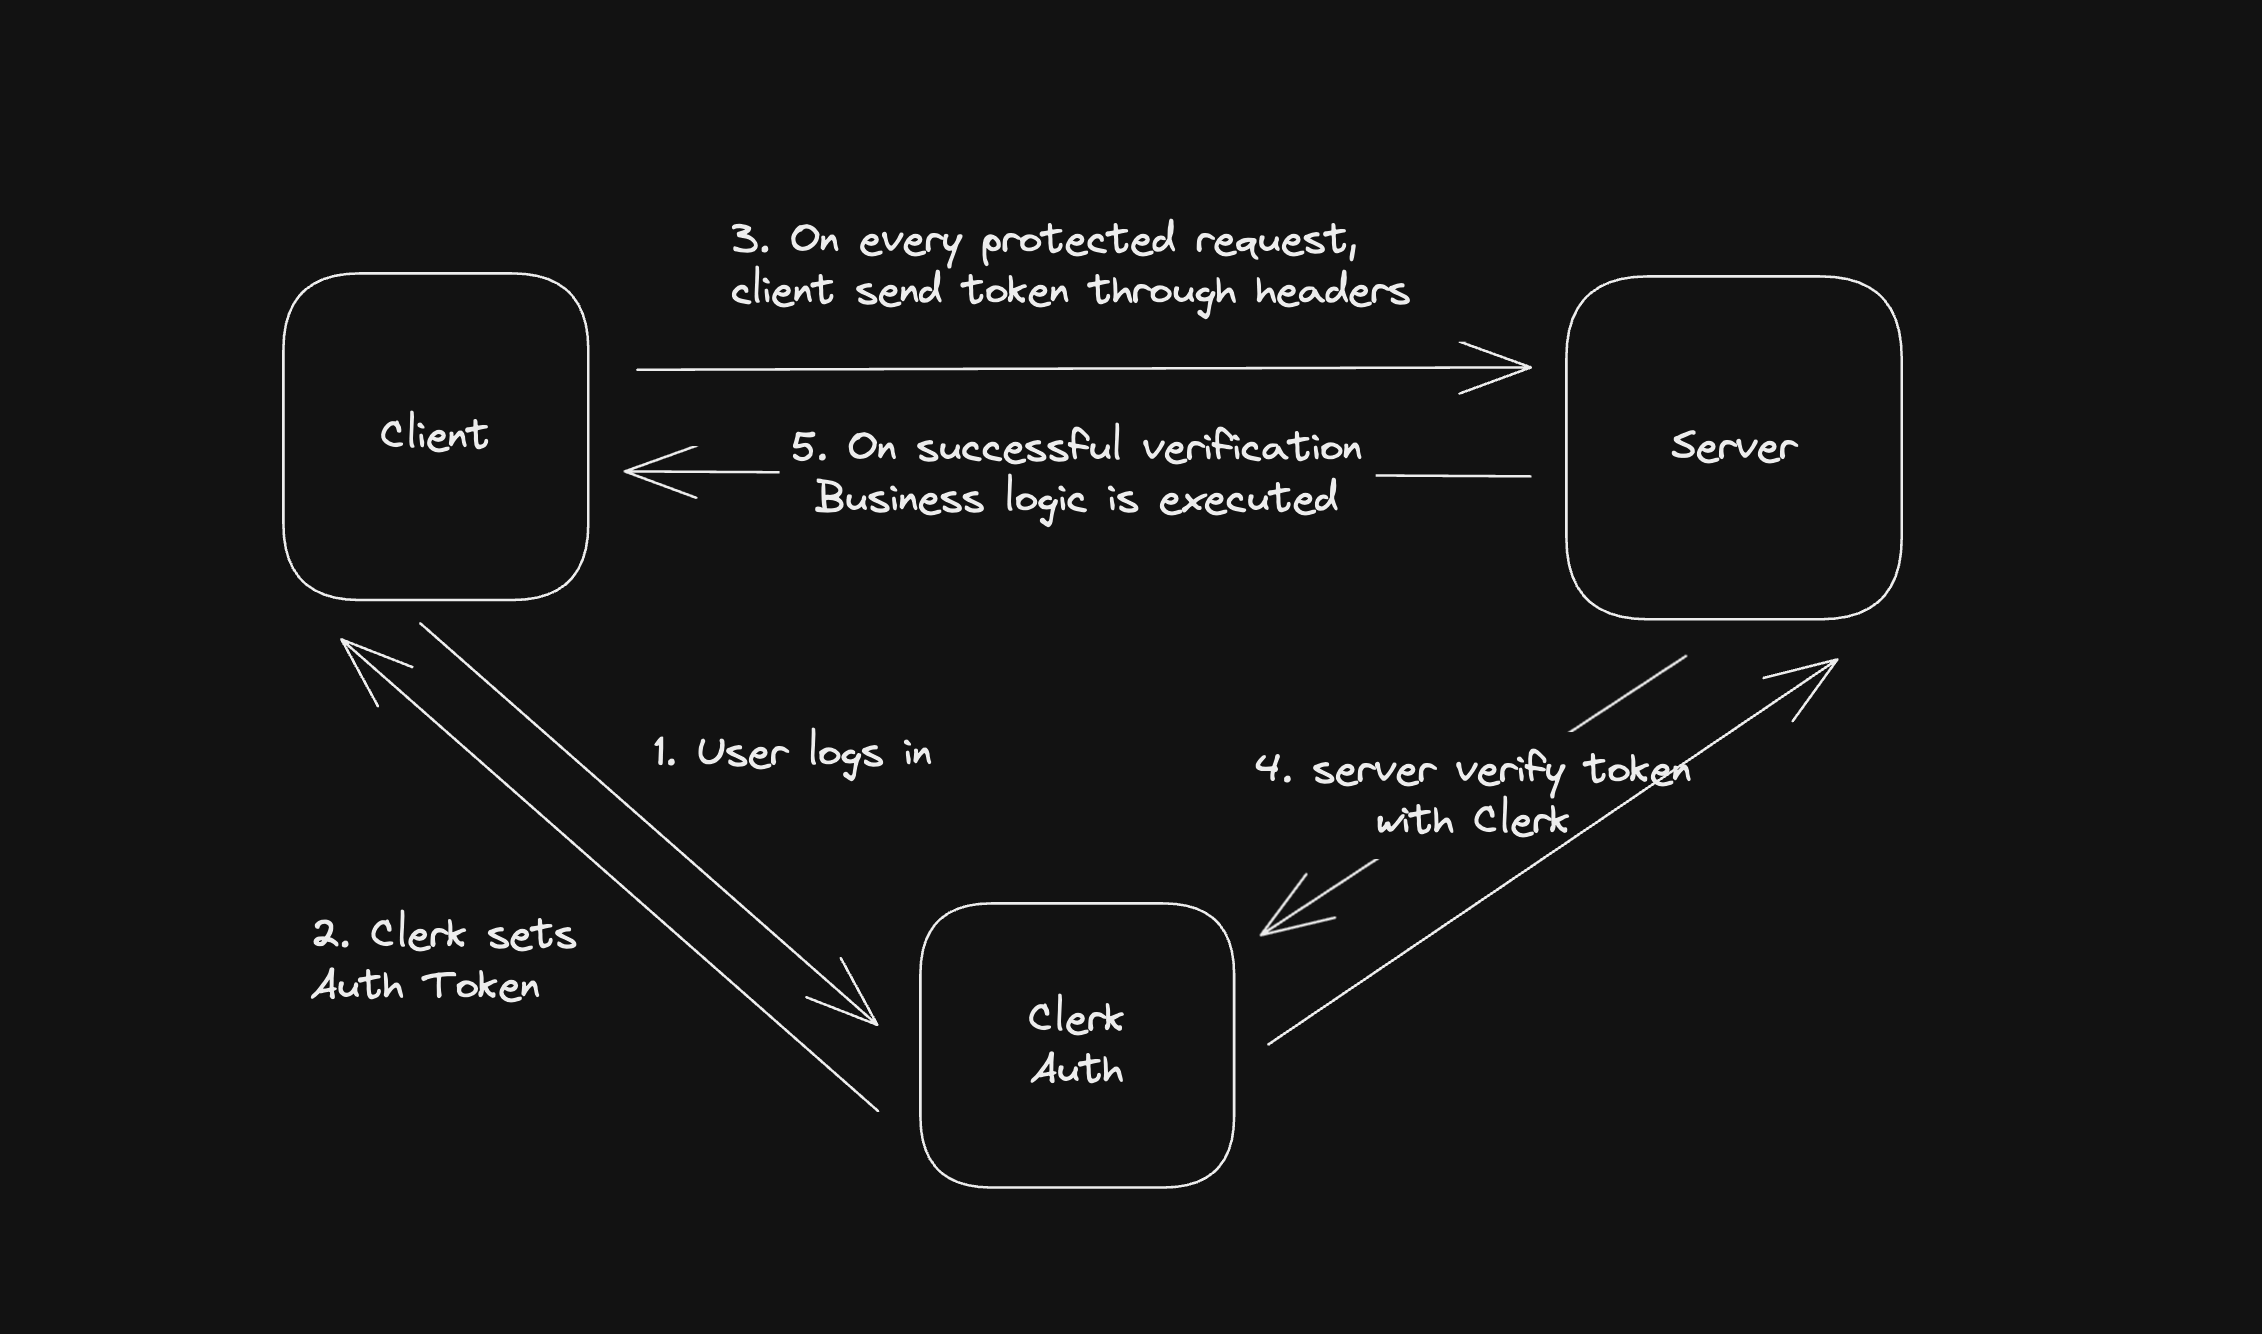 3. On every protected request,
client send token through headers
Client
5. On successful verification
Business logic is executed
Server
1. User logs in
4. server verify token
with Clerk
2. Clerk sets
Auth Token
Clerk
Auth